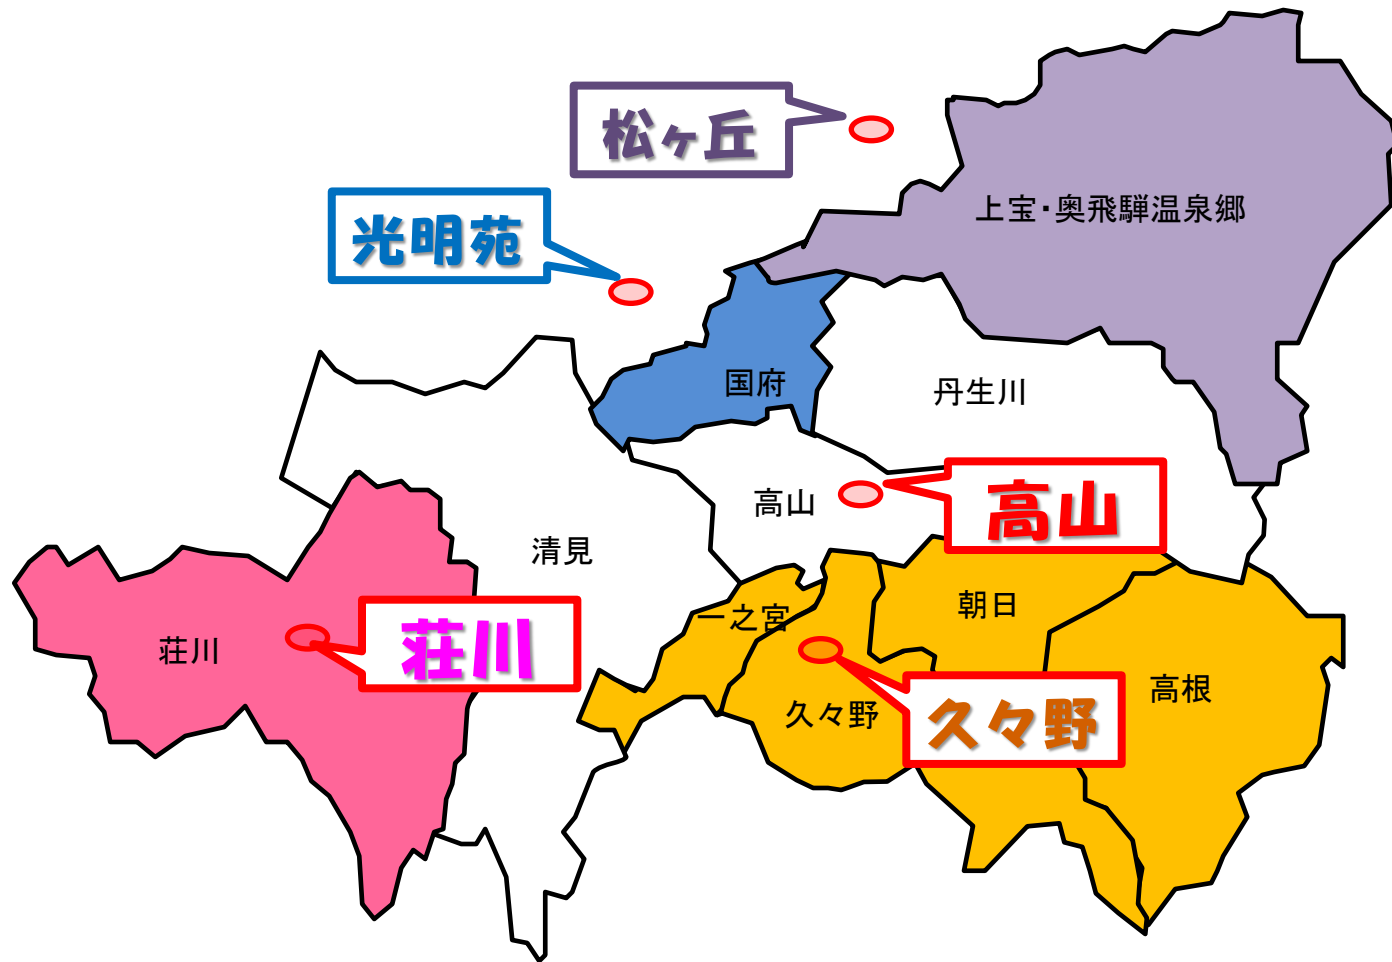 松ヶ丘
上宝・奥飛騨温泉郷
光明苑
国府
丹生川
高山
高山
清見
朝日
一之宮
荘川
荘川
高根
久々野
久々野